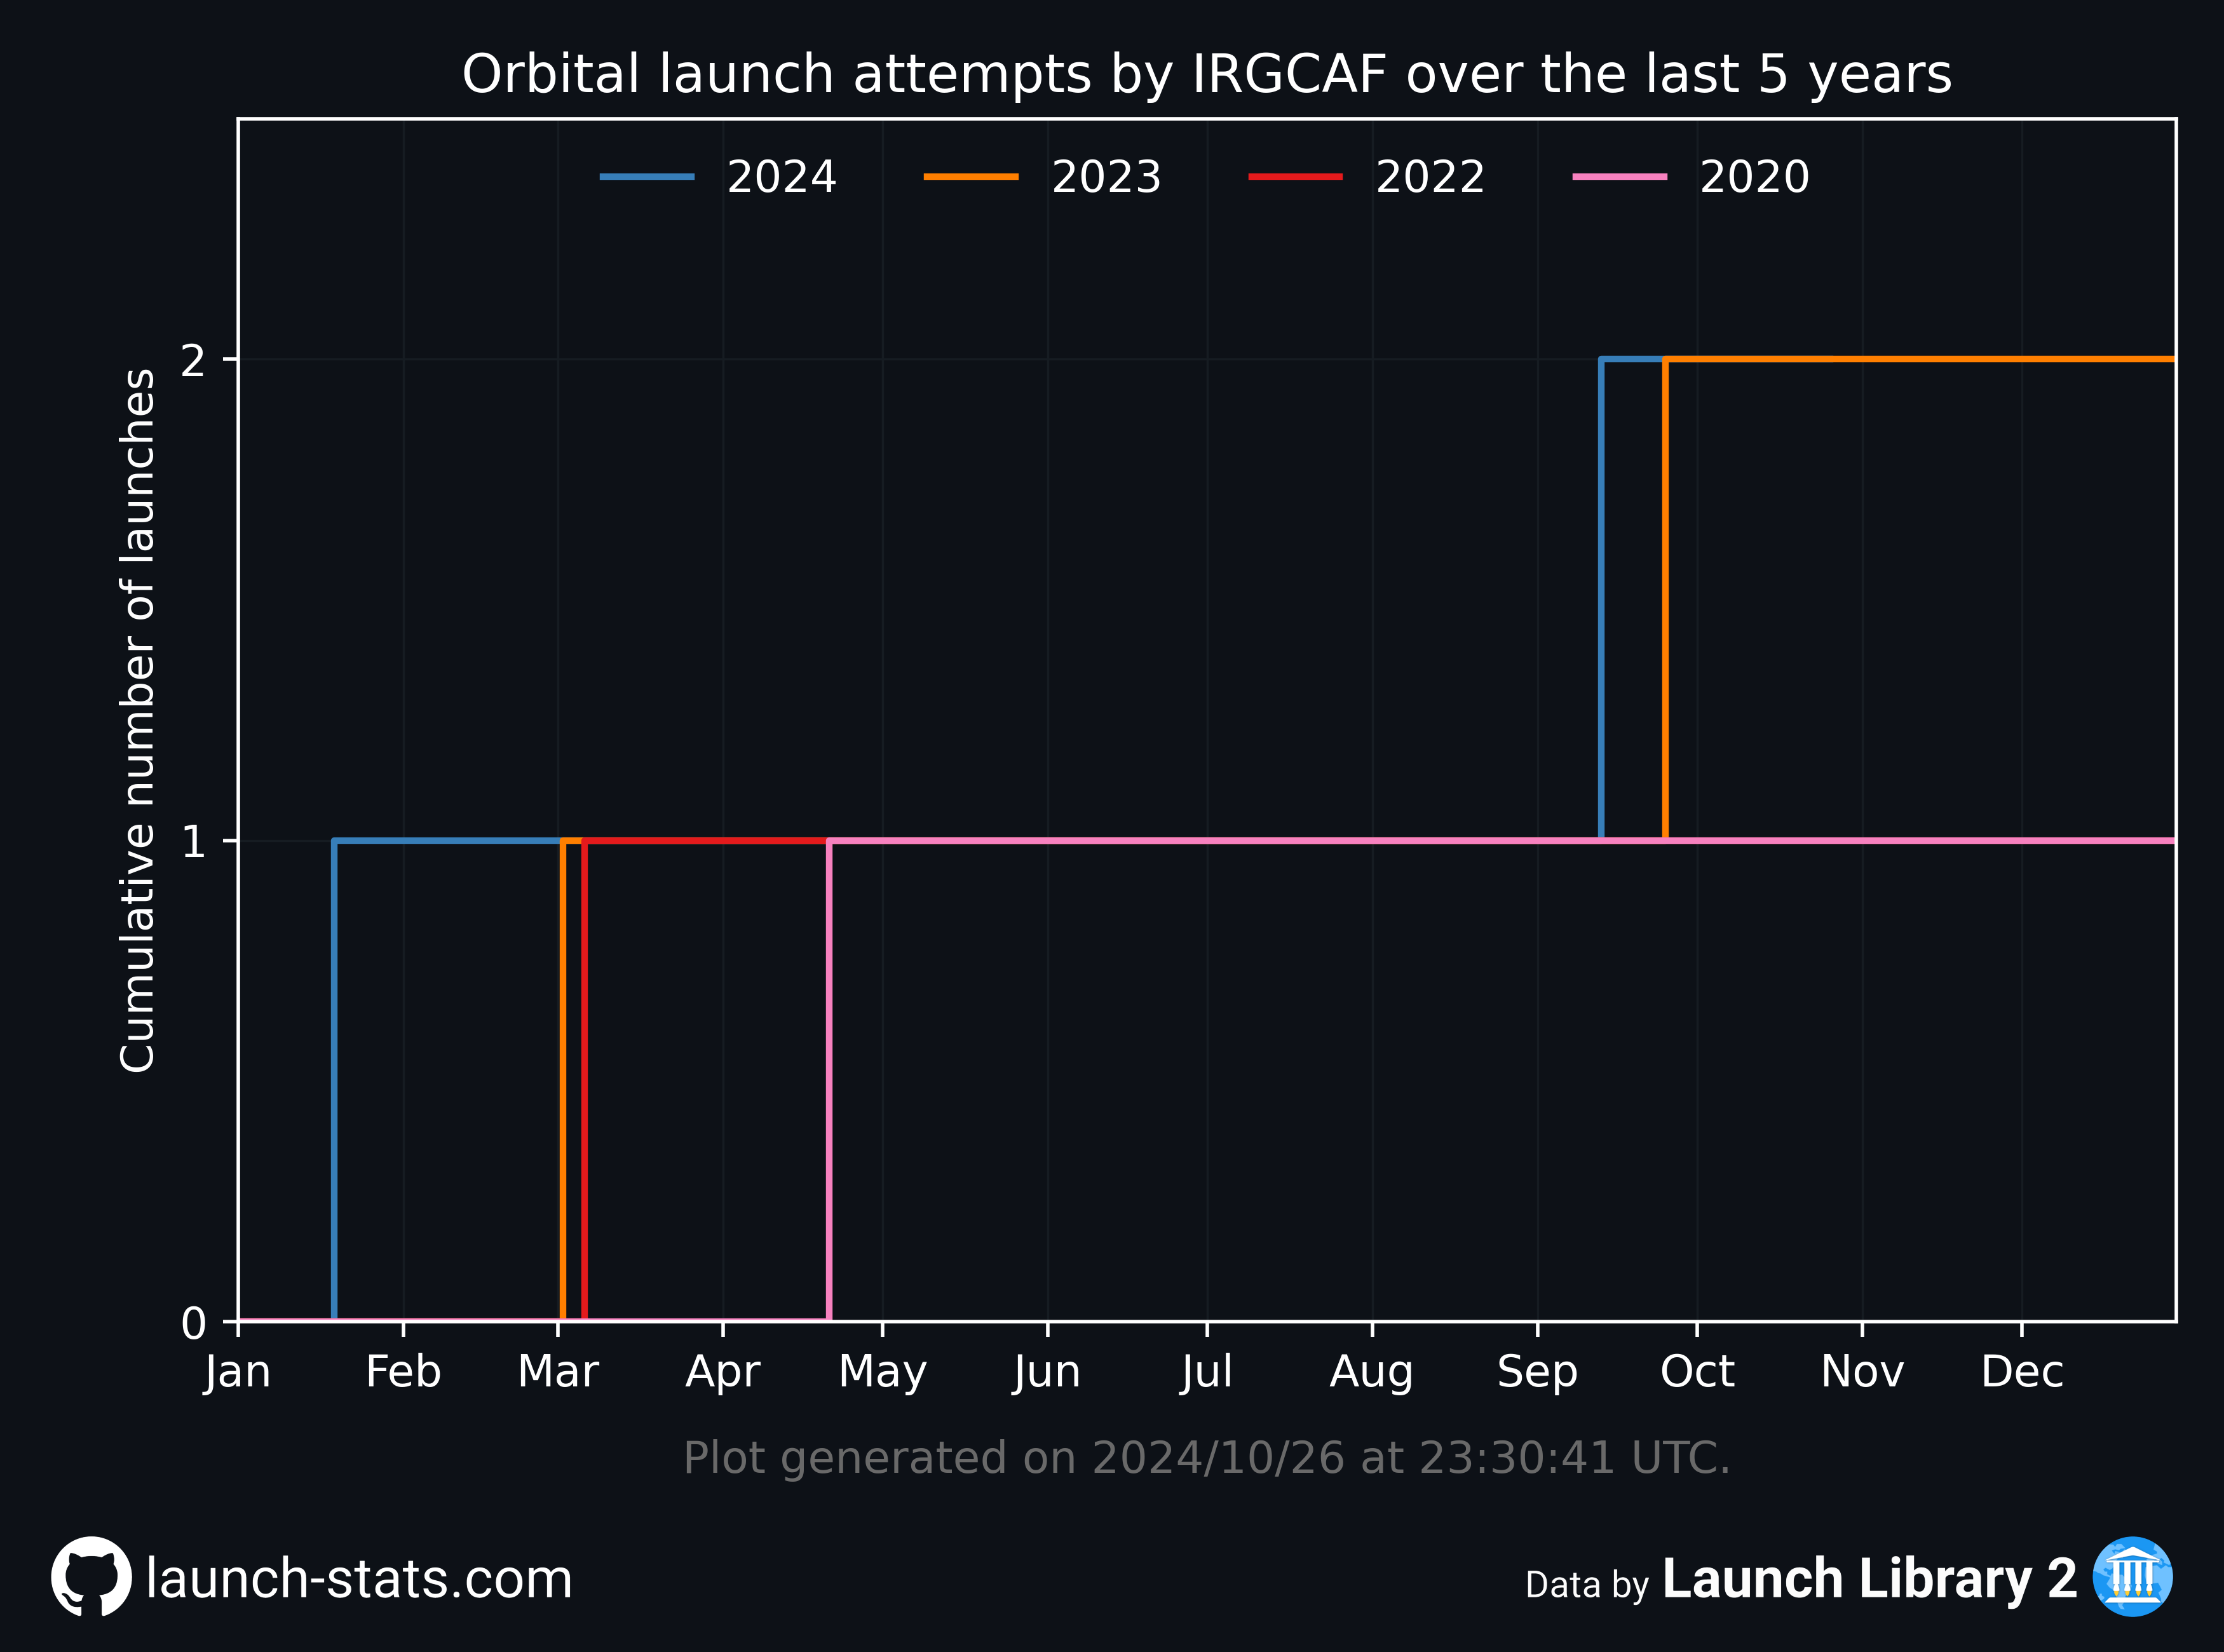 Orbital launch attempts by IRGCAF over the last 5 years
2024 2023 2022 2020
Cumulative number of launches
2
1
0
Jan Feb Mar Apr May Jun Jul Aug Sep Oct Nov Dec
Plot generated on 2024/10/26 at 23:30:41 UTC.
launch-stats.com
Data by Launch Library 2